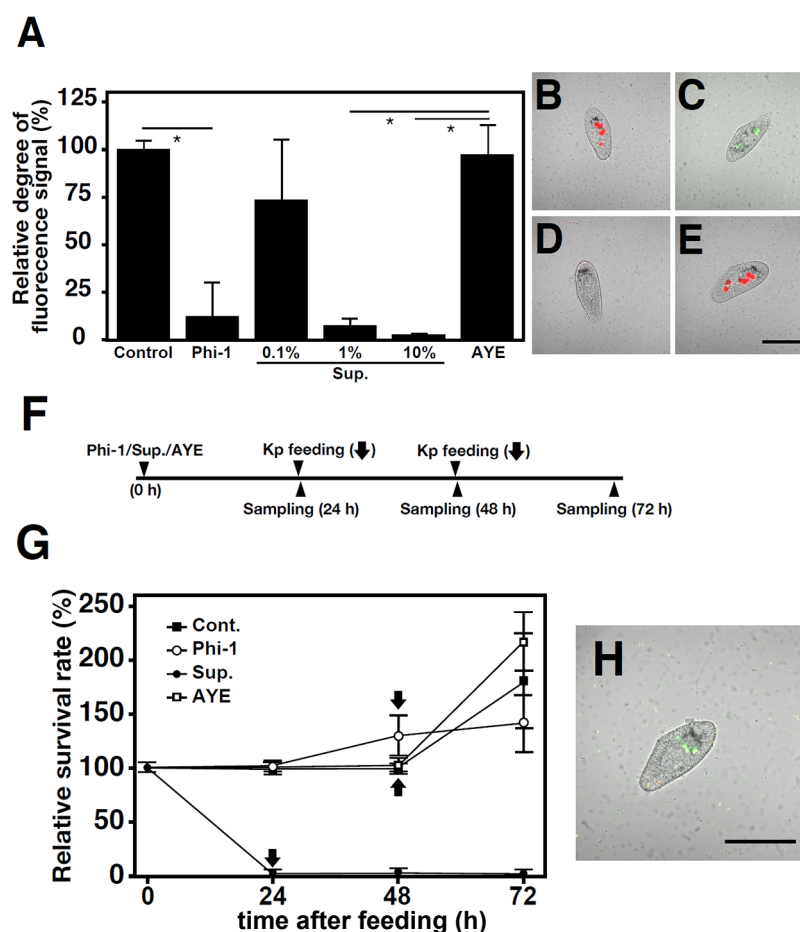 A
Relative degree of
fluorecence signal (%)
125
100
75
50
25
0
*
*
*
Control Phi-1 0.1% 1% 10% AYE
Sup.
B
C
D
E
F
Phi-1/Sup./AYE
(0 h)
Kp feeding ( )
Kp feeding ( )
Sampling (24 h)
Sampling (48 h)
Sampling (72 h)
G
Relative survival rate (%)
250
200
150
100
50
0
Cont.
Phi-1
Sup.
AYE
0 24 48 72
time after feeding (h)
H